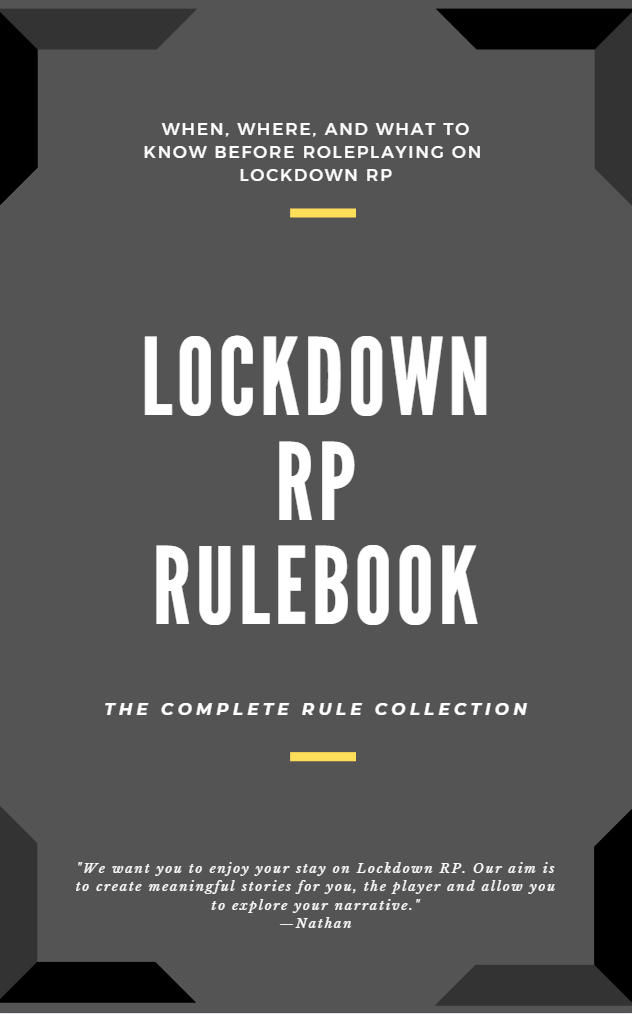 WHEN, WHERE, AND WHAT TO
KNOW BEFORE ROLEPLAYING ON
LOCKDOWN RP
LOCKDOWN
RP
RULEBOOK
THE COMPLETE RULE COLLECTION
"We want you to enjoy your stay on Lockdown RP. Our aim is
to create meaningful stories for you, the player and allow you
to explore your narrative."
—Nathan